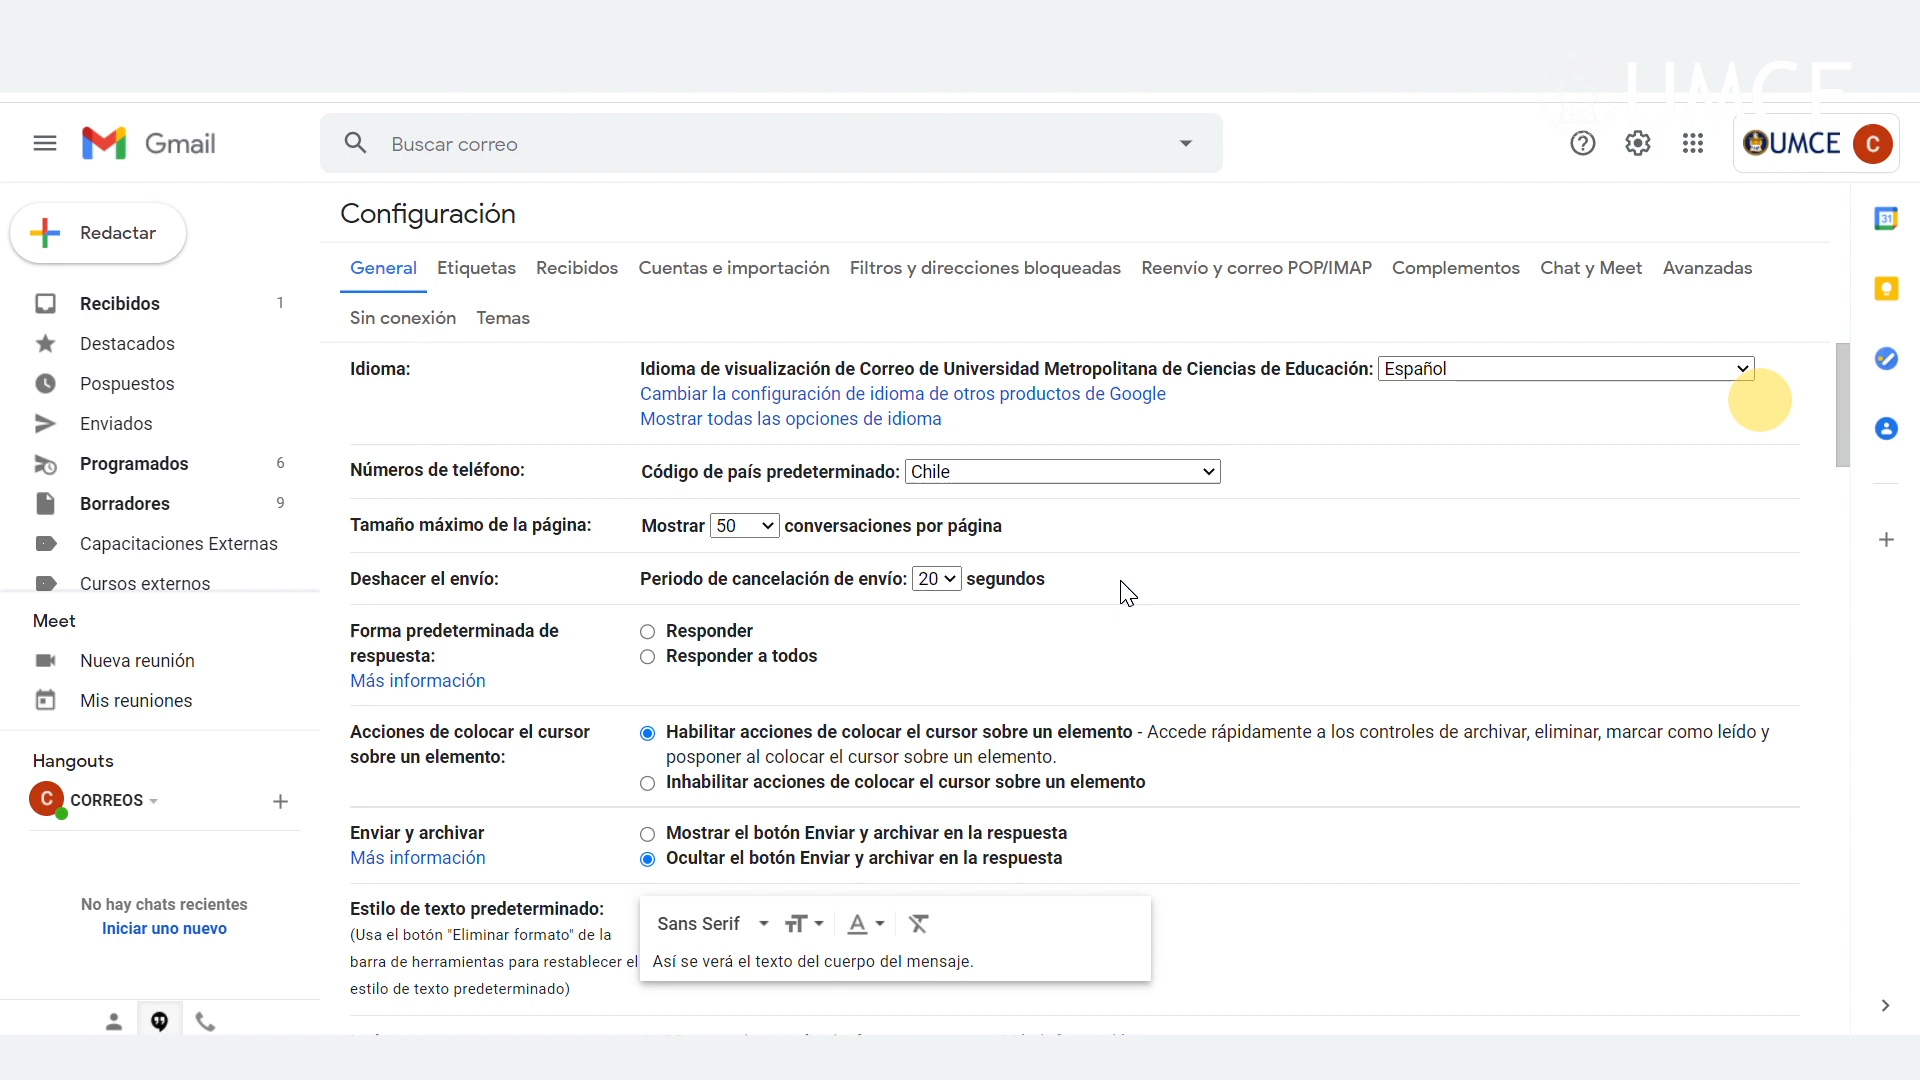 UMCE
Gmail
Buscar correo
UMCE
C
Redactar
Recibidos 1
Destacados
Pospuestos
Enviados
Programados 6
Borradores 9
Capacitaciones Externas
Cursos externos
Meet
Nueva reunión
Mis reuniones
Hangouts
C CORREOS
No hay chats recientes
Iniciar uno nuevo
Configuración
General Etiquetas Recibidos Cuentas e importación Filtros y direcciones bloqueadas Reenvío y correo POP/IMAP Complementos Chat y Meet Avanzadas
Sin conexión Temas
Idioma: Idioma de visualización de Correo de Universidad Metropolitana de Ciencias de Educación: Español
Cambiar la configuración de idioma de otros productos de Google
Mostrar todas las opciones de idioma
Números de teléfono: Código de país predeterminado: Chile
Tamaño máximo de la página: Mostrar 50 conversaciones por página
Deshacer el envío: Periodo de cancelación de envío: 20 segundos
Forma predeterminada de
respuesta:
Más información
Responder
Responder a todos
Acciones de colocar el cursor
sobre un elemento:
Habilitar acciones de colocar el cursor sobre un elemento - Accede rápidamente a los controles de archivar, eliminar, marcar como leído y
posponer al colocar el cursor sobre un elemento.
Inhabilitar acciones de colocar el cursor sobre un elemento
Enviar y archivar
Más información
Mostrar el botón Enviar y archivar en la respuesta
Ocultar el botón Enviar y archivar en la respuesta
Estilo de texto predeterminado:
(Usa el botón "Eliminar formato" de la
barra de herramientas para restablecer el
estilo de texto predeterminado)
Sans Serif
Así se verá el texto del cuerpo del mensaje.
31